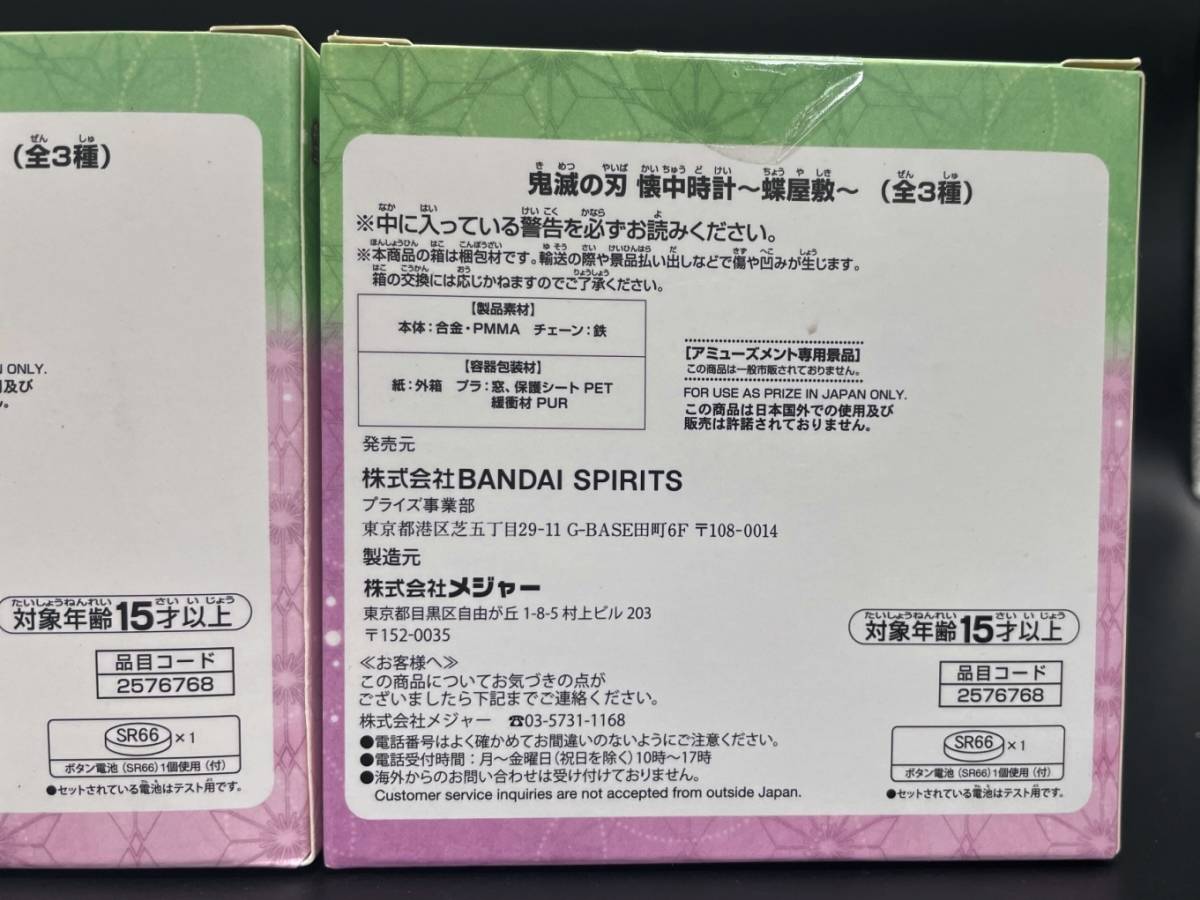 (全3種)
N ONLY.
及び
対象年齢15才以上
品目コード
2576768
SR66 ×1
ボタン電池(SR66)1個使用(付)
●セットされている電池はテスト用です。
鬼滅の刃 懐中時計～蝶屋敷～ (全3種)
※中に入っている警告を必ずお読みください。
※本商品の箱は梱包材です。輸送の際や景品払い出しなどで傷や凹みが生じます。
箱の交換には応じかねますのでご了承ください。
【製品素材】
本体:合金・PMMA チェーン:鉄
【容器包装材】
紙:外箱 プラ:窓、保護シート PET
緩衝材 PUR
[アミューズメント専用景品]
この商品は一般市販されておりません。
FOR USE AS PRIZE IN JAPAN ONLY.
この商品は日本国外での使用及び
販売は許諾されておりません。
発売元
株式会社BANDAI SPIRITS
プライズ事業部
東京都港区芝五丁目29-11 G-BASE田町6F 〒108-0014
製造元
株式会社メジャー
東京都目黒区自由が丘 1-8-5 村上ビル 203
〒152-0035
≪お客様へ≫
この商品についてお気づきの点が
ございましたら下記までご連絡ください。
株式会社メジャー ☎03-5731-1168
●電話番号はよく確かめてお間違いのないようにご注意ください。
●電話受付時間:月～金曜日(祝日を除く)10時～17時
●海外からのお問い合わせは受け付けておりません。
Customer service inquiries are not accepted from outside Japan.
対象年齢15才以上
品目コード
2576768
SR66 ×1
ボタン電池(SR66)1個使用(付)
●セットされている電池はテスト用です。